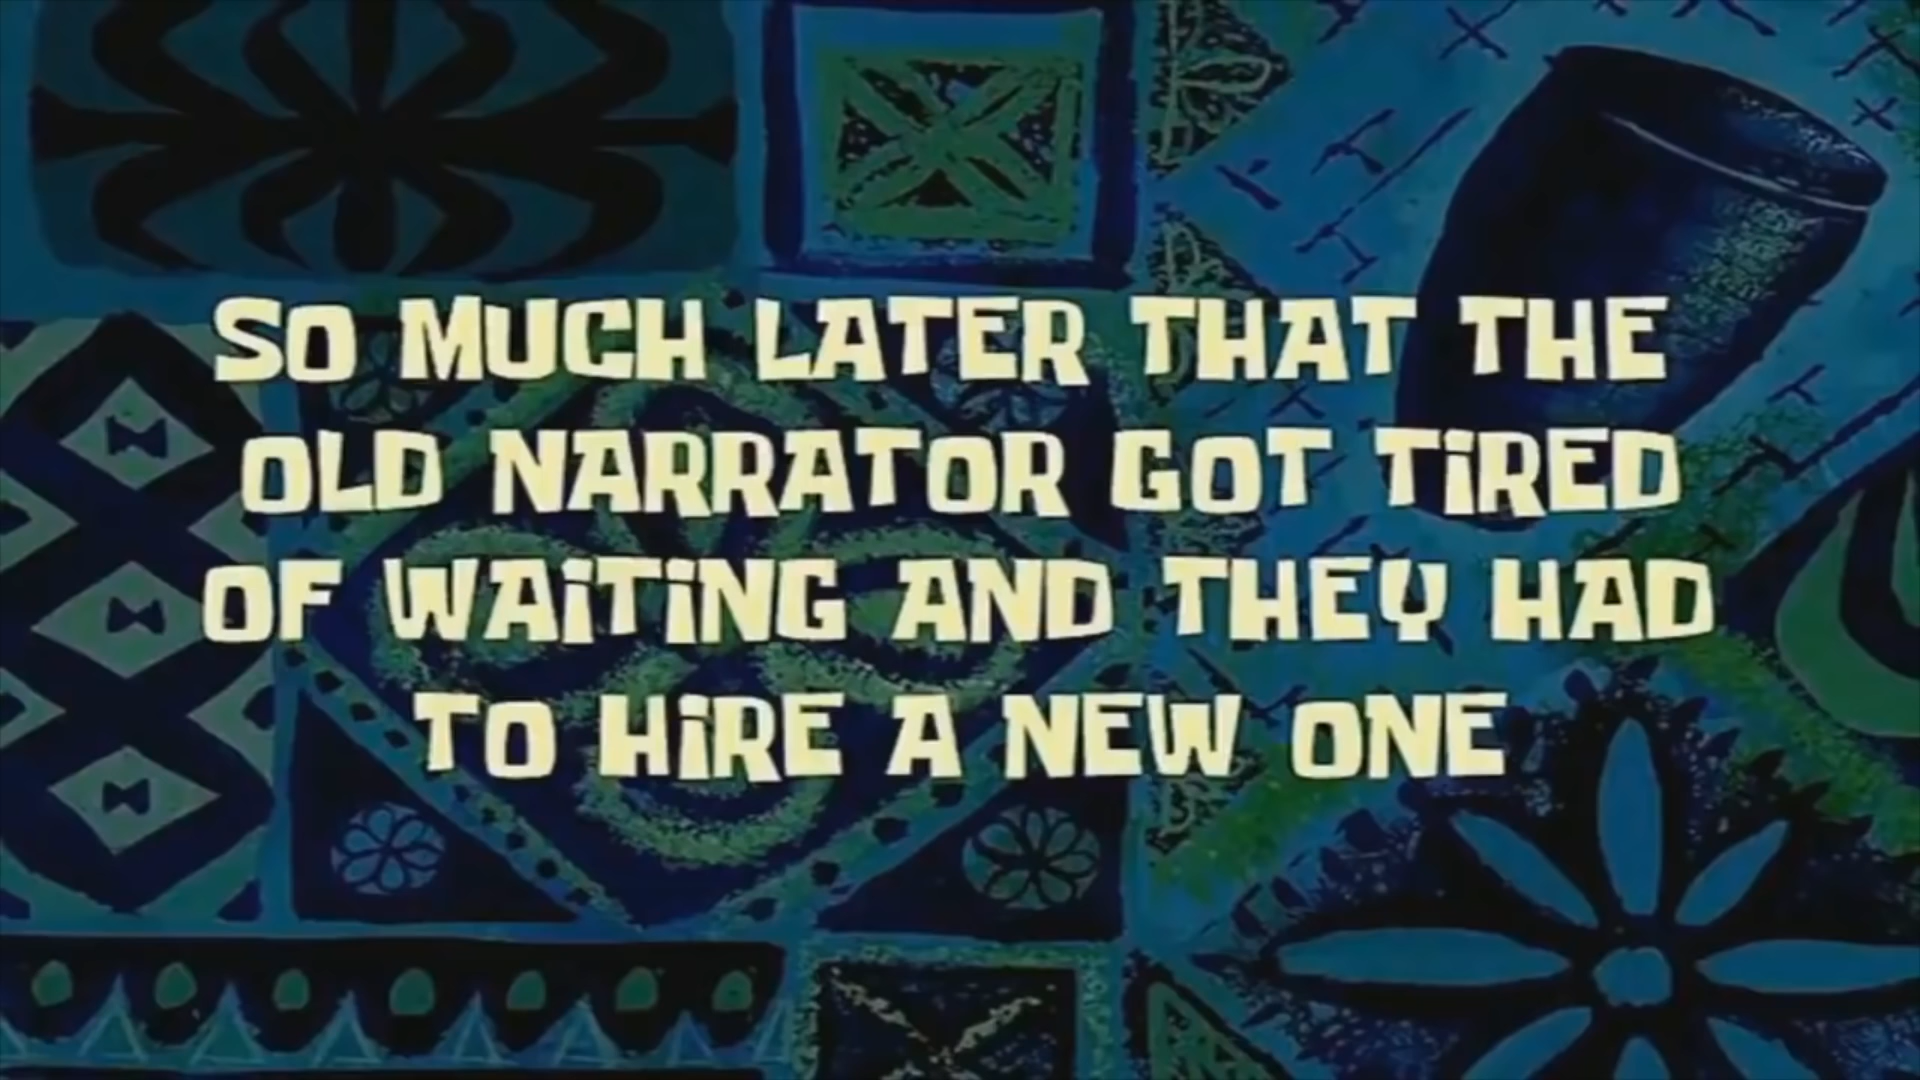 SO MUCH LATER THAT THE
OLD NARRATOR GOT TiRED
OF WAiTiNG AND THEY HAD
TO HiRE A NEW ONE